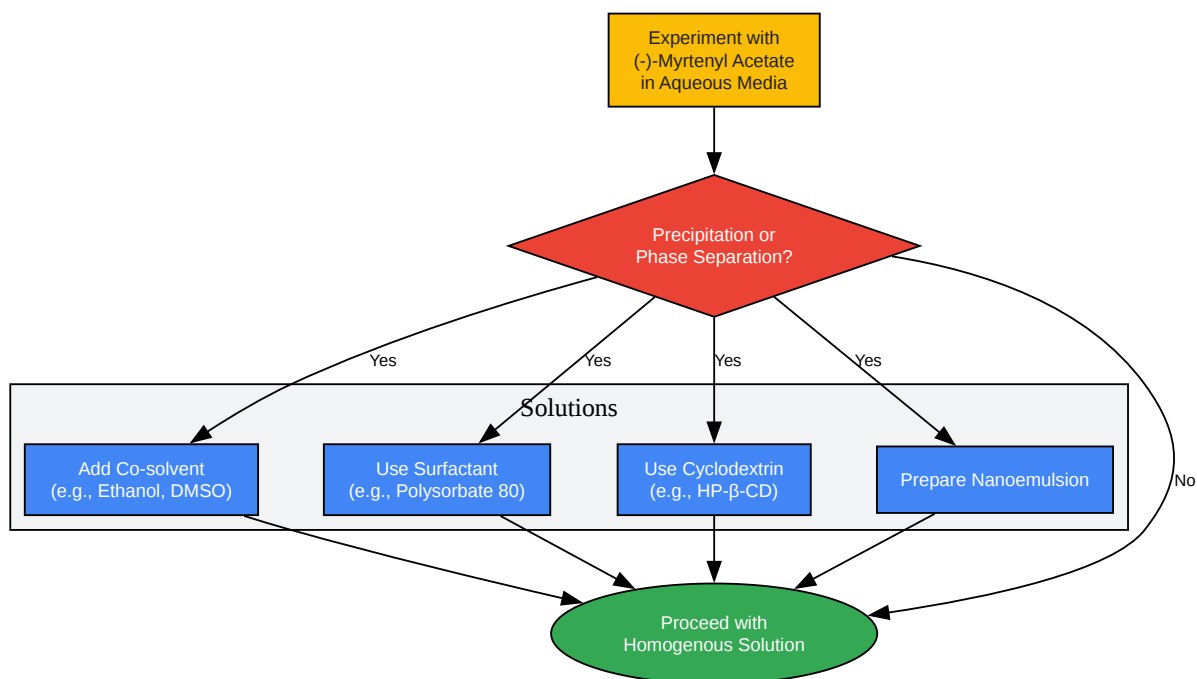 Experiment with
(-)-Myrtenyl Acetate
in Aqueous Media
Precipitation or
Phase Separation?
Yes
Yes
Yes
Yes
No
Solutions
Add Co-solvent
(e.g., Ethanol, DMSO)
Use Surfactant
(e.g., Polysorbate 80)
Use Cyclodextrin
(e.g., HP-β-CD)
Prepare Nanoemulsion
Proceed with
Homogenous Solution